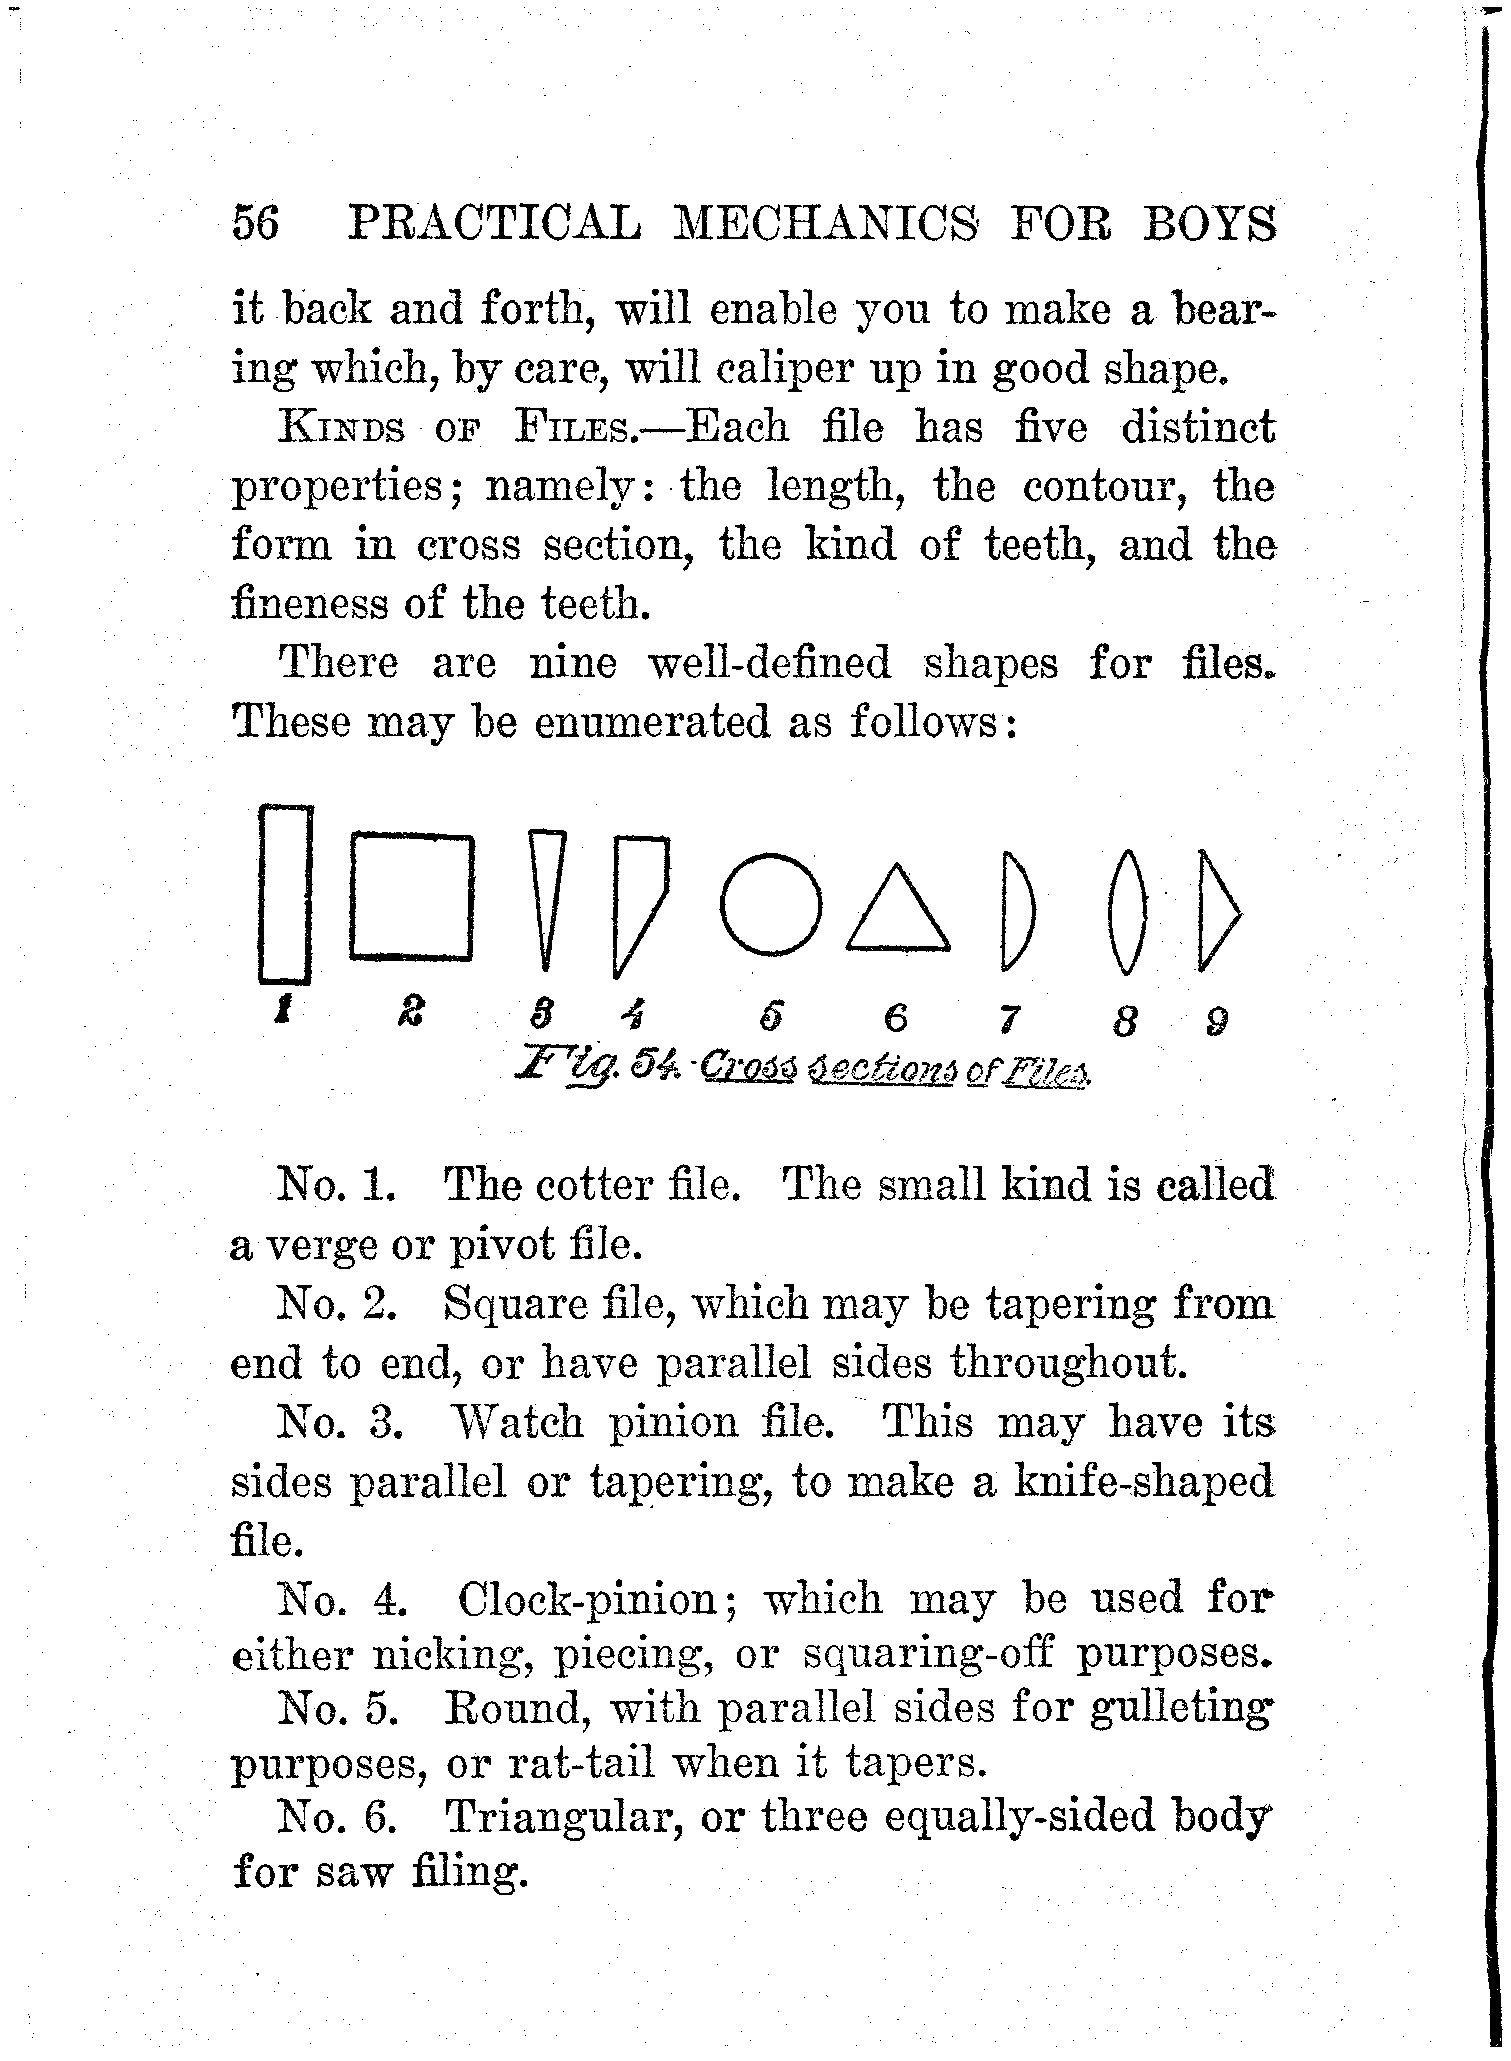 56 PRACTICAL MECHANICS FOR BOYS
it back and forth, will enable you to make a bear-
ing which, by care, will caliper up in good shape.
KINDS OF FILES.—Each file has five distinct
properties; namely: the length, the contour, the
form in cross section, the kind of teeth, and the
fineness of the teeth.
There are nine well-defined shapes for files.
These may be enumerated as follows:
1 2 3 4 5 6 7 8 9
Fig. 54. Cross sections of Files.
No. 1. The cotter file. The small kind is called
a verge or pivot file.
No. 2. Square file, which may be tapering from
end to end, or have parallel sides throughout.
No. 3. Watch pinion file. This may have its
sides parallel or tapering, to make a knife-shaped
file.
No. 4. Clock-pinion; which may be used for
either nicking, piecing, or squaring-off purposes.
No. 5. Round, with parallel sides for gulleting
purposes, or rat-tail when it tapers.
No. 6. Triangular, or three equally-sided body
for saw filing.